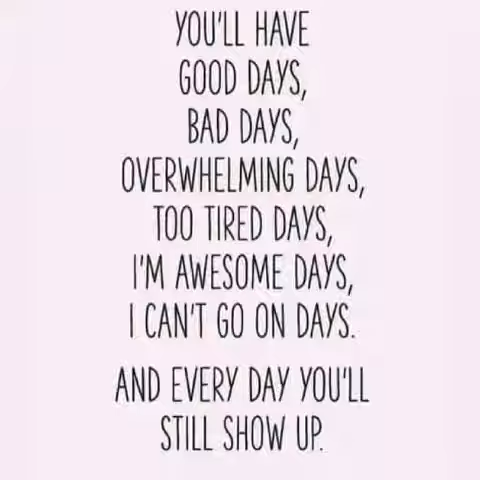 YOU'LL HAVE
GOOD DAYS,
BAD DAYS,
OVERWHELMING DAYS,
TOO TIRED DAYS,
I'M AWESOME DAYS,
I CAN'T GO ON DAYS.
AND EVERY DAY YOU'LL
STILL SHOW UP.